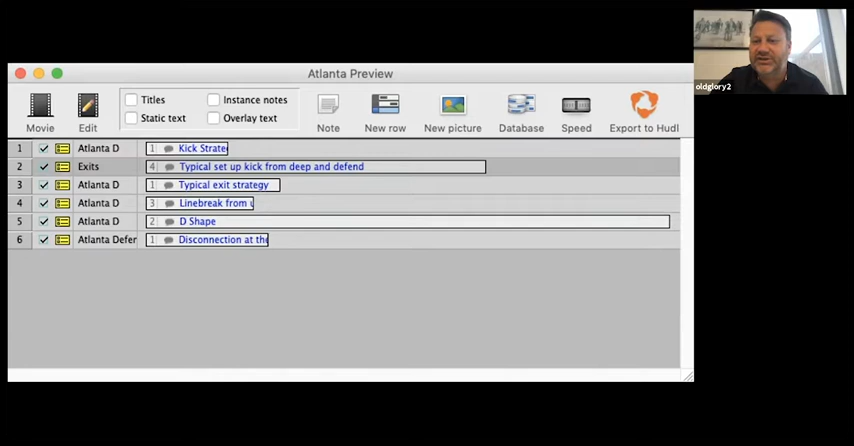 oldglory2
Atlanta Preview
Titles
Instance notes
Static text
Overlay text
Movie
Edit
Note
New row
New picture
Database
Speed
Export to Hudl
1 Atlanta D 1 Kick Strate
2 Exits 4 Typical set up kick from deep and defend
3 Atlanta D 1 Typical exit strategy
4 Atlanta D 3 Linebreak from
5 Atlanta D 2 D Shape
6 Atlanta Defer 1 Disconnection at the